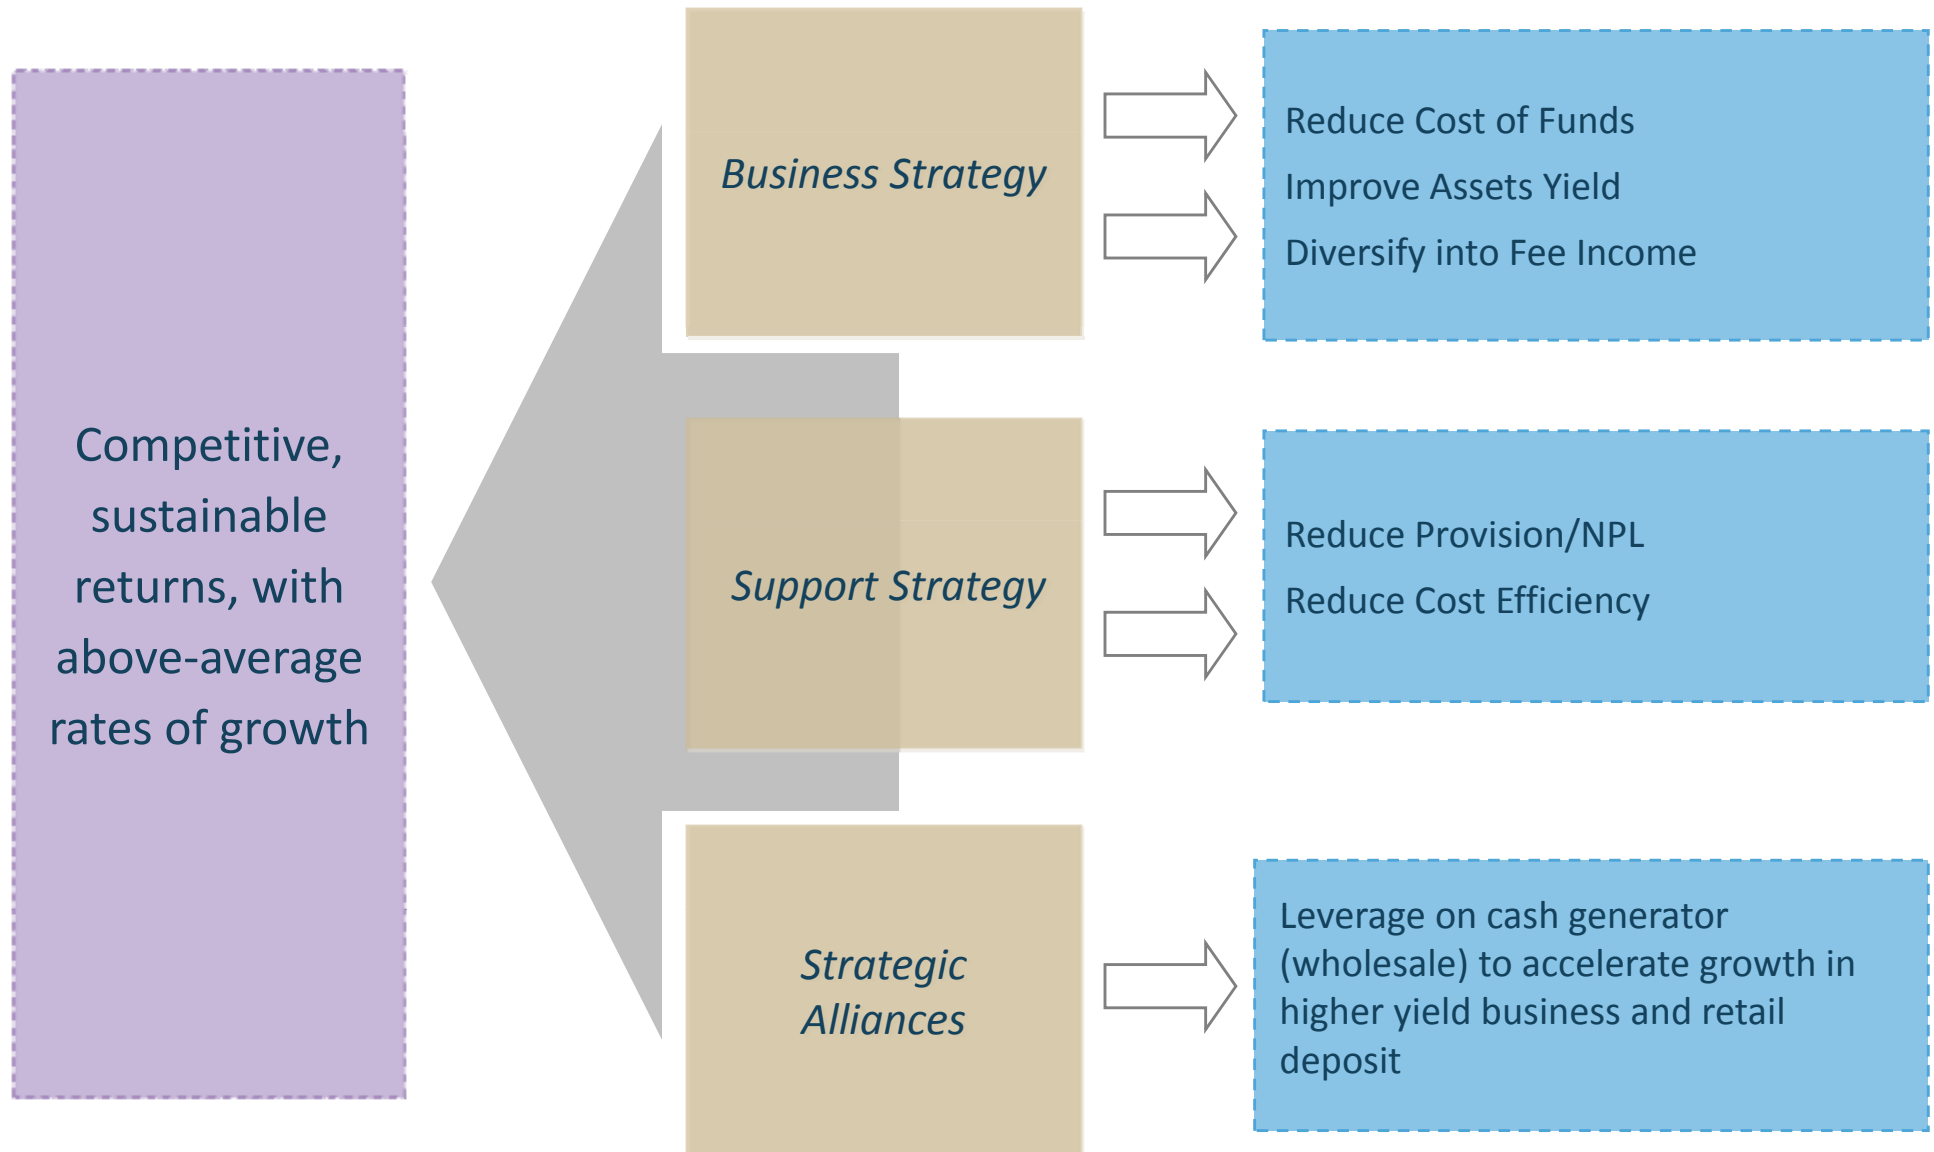 Competitive,
sustainable
returns, with
above-average
rates of growth
Business Strategy
Reduce Cost of Funds
Improve Assets Yield
Diversify into Fee Income
Support Strategy
Reduce Provision/NPL
Reduce Cost Efficiency
Strategic
Alliances
Leverage on cash generator
(wholesale) to accelerate growth in
higher yield business and retail
deposit